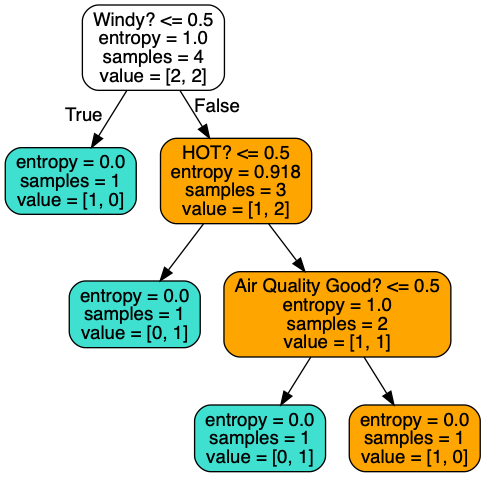 Windy? <= 0.5
entropy = 1.0
samples = 4
value = [2, 2]
True
False
entropy = 0.0
samples = 1
value = [1, 0]
HOT? <= 0.5
entropy = 0.918
samples = 3
value = [1, 2]
entropy = 0.0
samples = 1
value = [0, 1]
Air Quality Good? <= 0.5
entropy = 1.0
samples = 2
value = [1, 1]
entropy = 0.0
samples = 1
value = [0, 1]
entropy = 0.0
samples = 1
value = [1, 0]